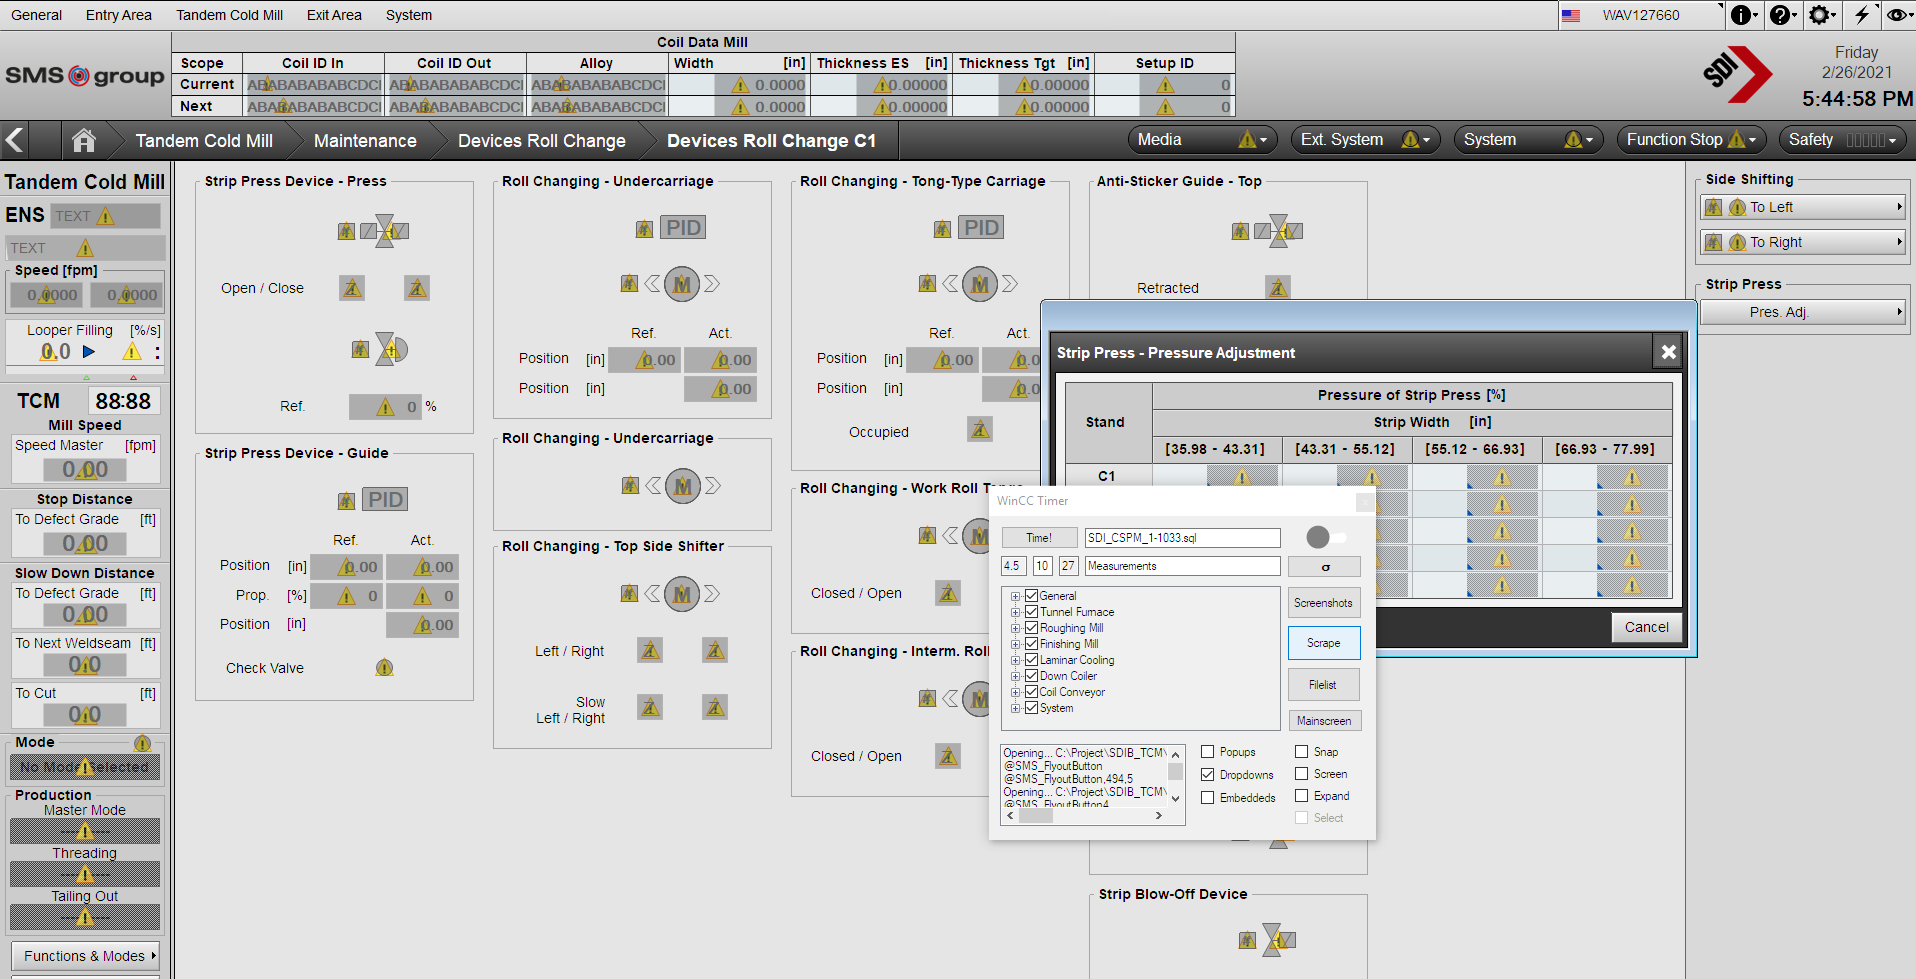 General Entry Area Tandem Cold Mill Exit Area System WAV127660
SMS group
Coil Data Mill
Scope Coil ID In Coil ID Out Alloy Width [in] Thickness ES [in] Thickness Tgt [in] Setup ID
Current ABABABABABCDCI ABABABABABCDCI ABABABABABCDCI 0.0000 0.00000 0.00000 0
Next ABABABABABCDCI ABABABABABCDCI ABABABABABCDCI 0.0000 0.00000 0.00000 0
SDI
Friday
2/26/2021
5:44:58 PM
Tandem Cold Mill Maintenance Devices Roll Change Devices Roll Change C1
Media Ext. System System Function Stop Safety
Tandem Cold Mill
ENS TEXT
TEXT
Speed [fpm]
0.0000 0.0000
Looper Filling [%/s]
0.0 :
TCM 88:88
Mill Speed
Speed Master [fpm]
0.00
Stop Distance
To Defect Grade [ft]
0.00
Slow Down Distance
To Defect Grade [ft]
0.00
To Next Weldseam [ft]
0.0
To Cut [ft]
0.0
Mode
No Mode Selected
Production
Master Mode
Threading
Tailing Out
Functions & Modes
Strip Press Device - Press
Open / Close
Ref. 0 %
Strip Press Device - Guide
PID
Ref. Act.
Position [in] 0.00 0.00
Prop. [%] 0 0
Position [in] 0.00
Check Valve
Roll Changing - Undercarriage
PID
M
Ref. Act.
Position [in] 0.00 0.00
Position [in] 0.00
Roll Changing - Undercarriage
M
Roll Changing - Top Side Shifter
M
Left / Right
Slow
Left / Right
Roll Changing - Tong-Type Carriage
PID
M
Ref. Act.
Position [in] 0.00 0.0
Position [in] 0.0
Occupied
Roll Changing - Work Roll Tongs
M
Closed / Open
Roll Changing - Interm. Roll
M
Closed / Open
Anti-Sticker Guide - Top
Retracted
Strip Blow-Off Device
Side Shifting
To Left
To Right
Strip Press
Pres. Adj.
Strip Press - Pressure Adjustment
Stand Pressure of Strip Press [%]
Strip Width [in]
[35.98 - 43.31] [43.31 - 55.12] [55.12 - 66.93] [66.93 - 77.99]
C1
Cancel
WinCC Timer
Time! SDI_CSPM_1-1033.sql
4.5 10 27 Measurements σ
General
Tunnel Furnace
Roughing Mill
Finishing Mill
Laminar Cooling
Down Coiler
Coil Conveyor
System
Screenshots
Scrape
Filelist
Mainscreen
Opening... C:\Project\SDIB_TCM\
@SMS_FlyoutButton
@SMS_FlyoutButton,494,5
Opening... C:\Project\SDIB_TCM\
@SMS_FlyoutButton4
Popups Snap
Dropdowns Screen
Embeddeds Expand
Select